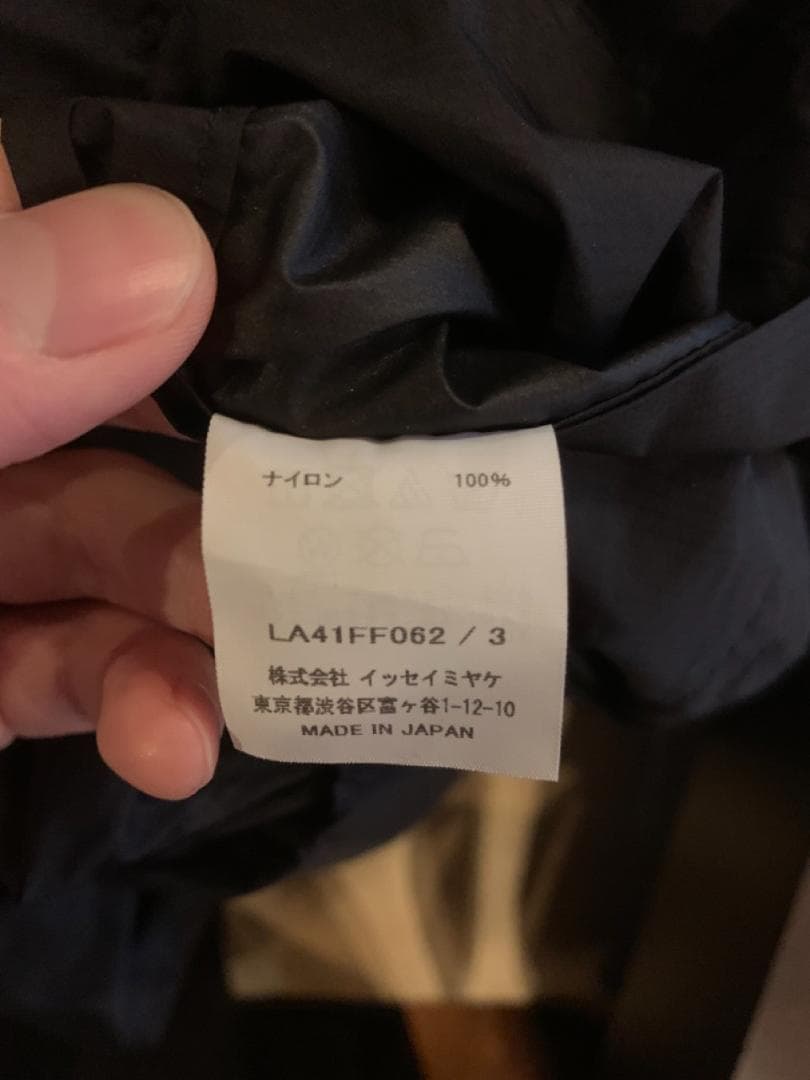 ナイロン 100%
LA41FF062 / 3
株式会社 イッセイミヤケ
東京都渋谷区富ヶ谷1-12-10
MADE IN JAPAN